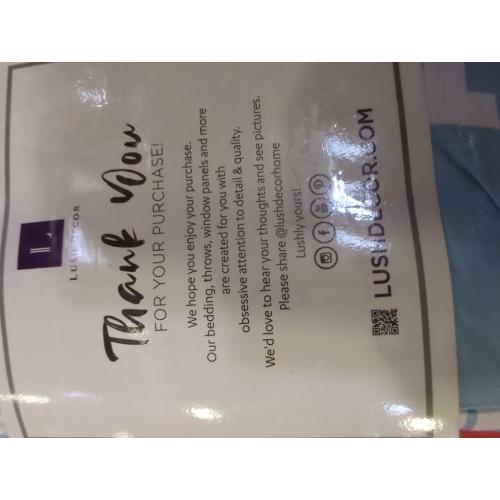 L
LUSH DECOR
Thank You
FOR YOUR PURCHASE!
We hope you enjoy your purchase.
Our bedding, throws, window panels and more
are created for you with
obsessive attention to detail & quality.
We'd love to hear your thoughts and see pictures.
Please share @lushdecorhome
Lushly yours!
LUSHDECOR.COM